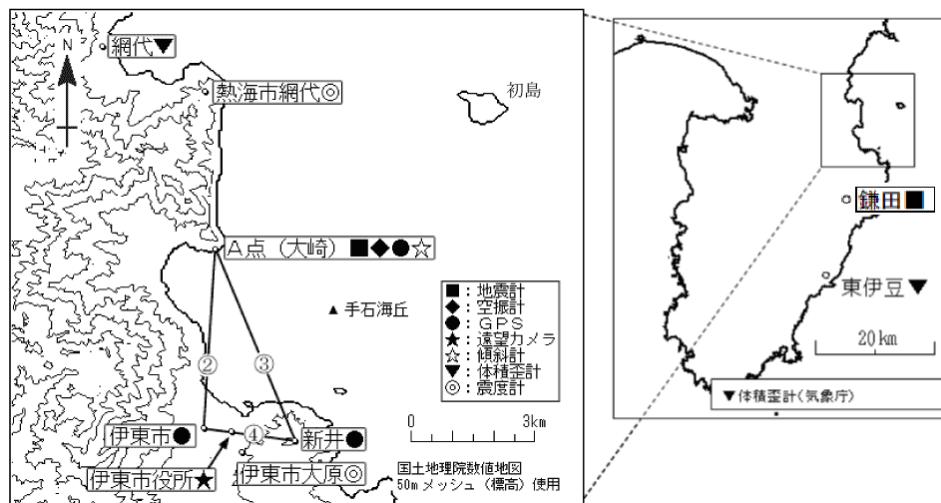 N
網代▼
熱海市網代◎
初島
A点(大崎) ■◆●☆
▲ 手石海丘
■:地震計
◆:空振計
●:GPS
★:遠望カメラ
☆:傾斜計
▼:体積歪計
◎:震度計
②
③
④
伊東市●
新井●
伊東市役所★
伊東市大原◎
0
3km
国土地理院数値地図
50mメッシュ(標高)使用
鎌田■
東伊豆▼
20km
▼体積歪計(気象庁)